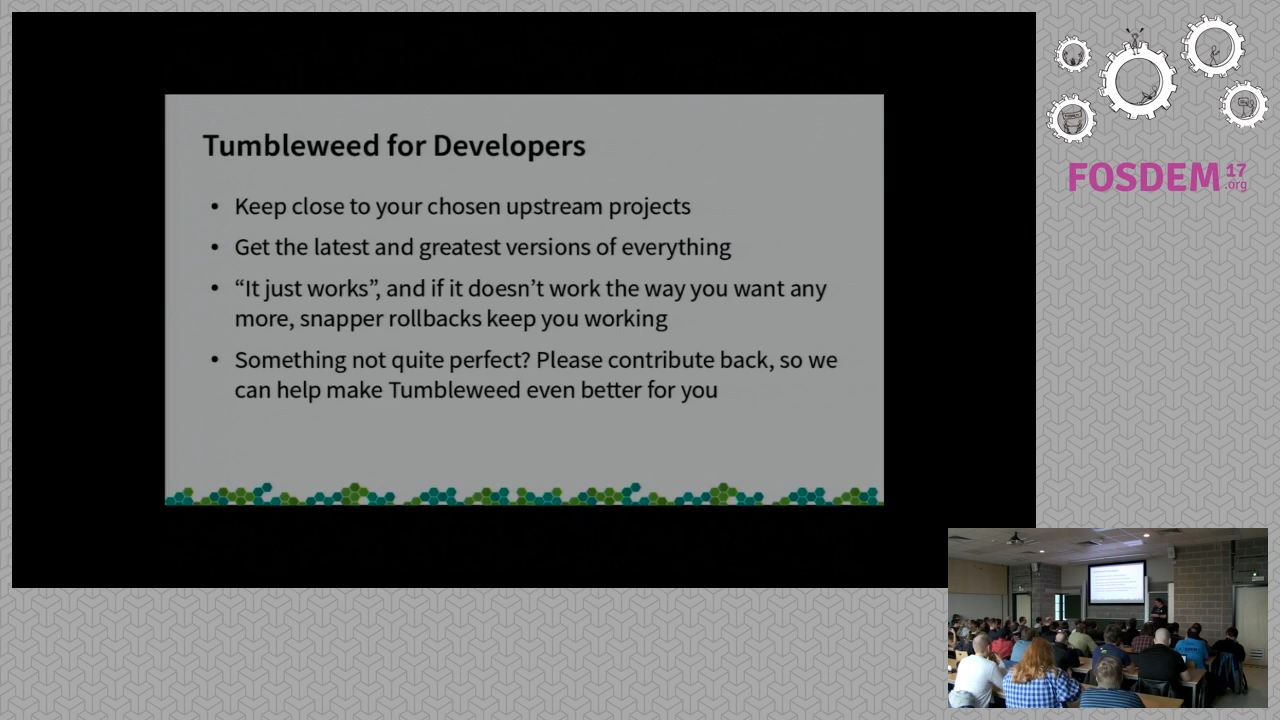 Tumbleweed for Developers
• Keep close to your chosen upstream projects
• Get the latest and greatest versions of everything
• “It just works”, and if it doesn’t work the way you want any
more, snapper rollbacks keep you working
• Something not quite perfect? Please contribute back, so we
can help make Tumbleweed even better for you
FOSDEM 17
.org